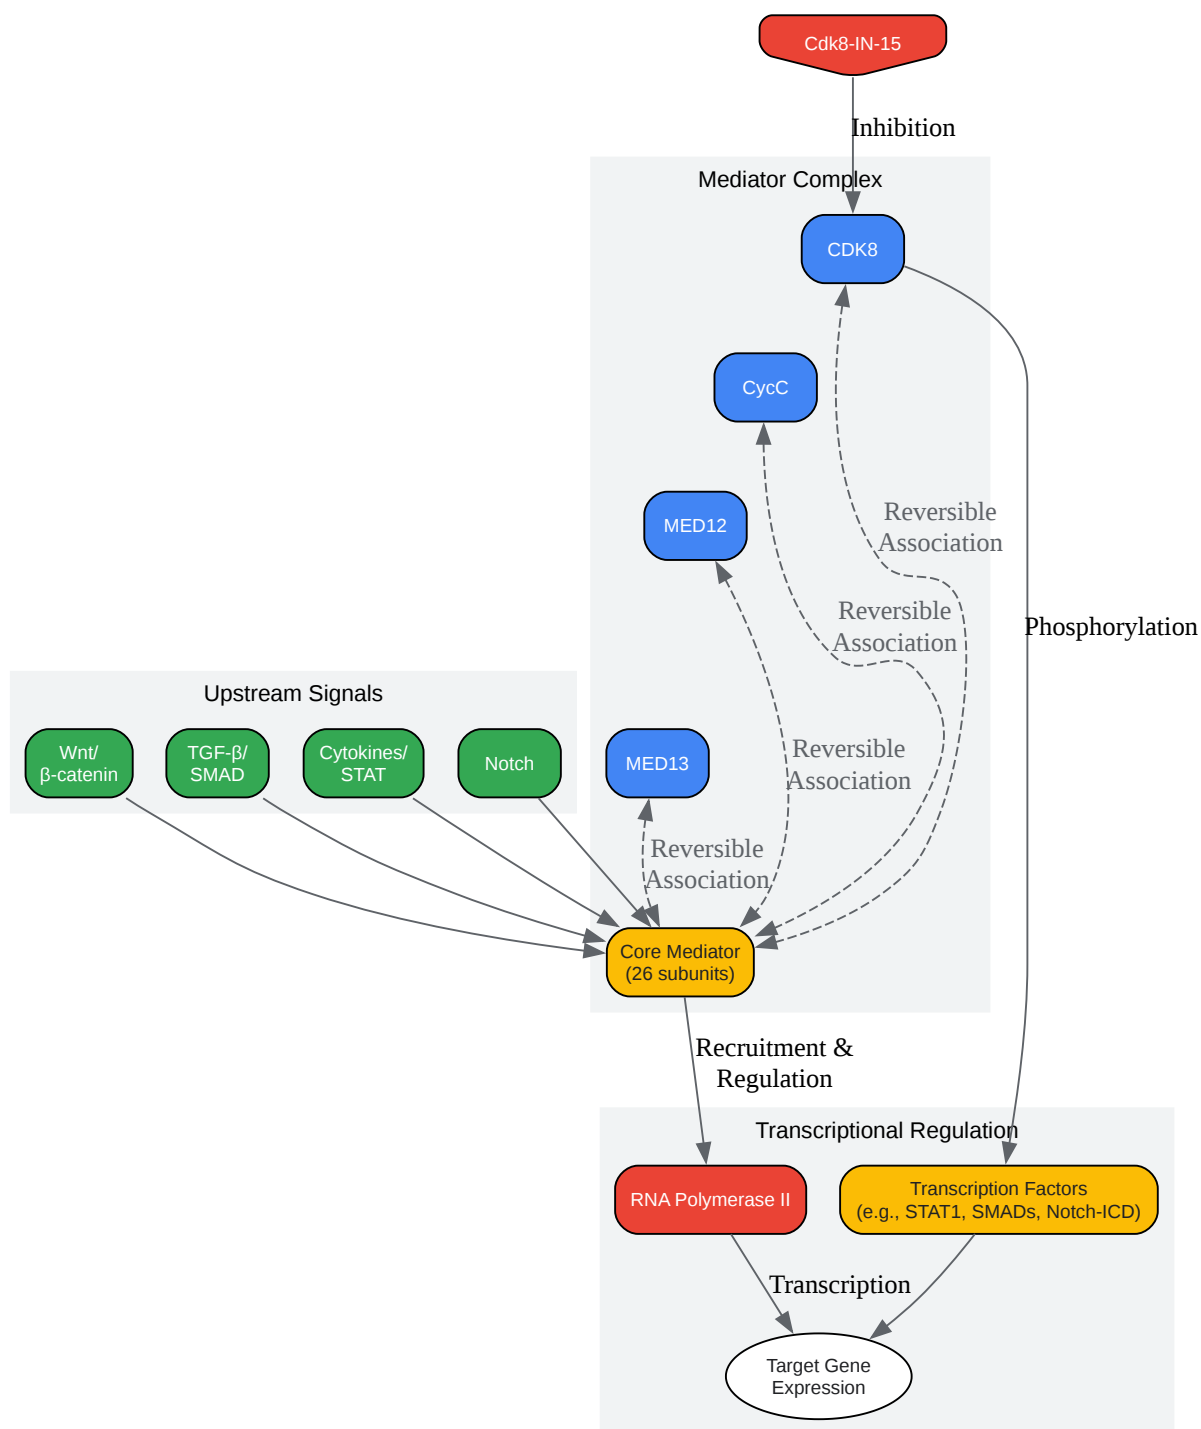 Cdk8-IN-15
Inhibition
Mediator Complex
CDK8
CycC
Reversible
Association
MED12
Reversible
Association
Phosphorylation
Upstream Signals
Wnt/
β-catenin
TGF-β/
SMAD
Cytokines/
STAT
Notch
MED13
Reversible
Association
Reversible
Association
Core Mediator
(26 subunits)
Recruitment &
Regulation
Transcriptional Regulation
RNA Polymerase II
Transcription Factors
(e.g., STAT1, SMADs, Notch-ICD)
Transcription
Target Gene
Expression